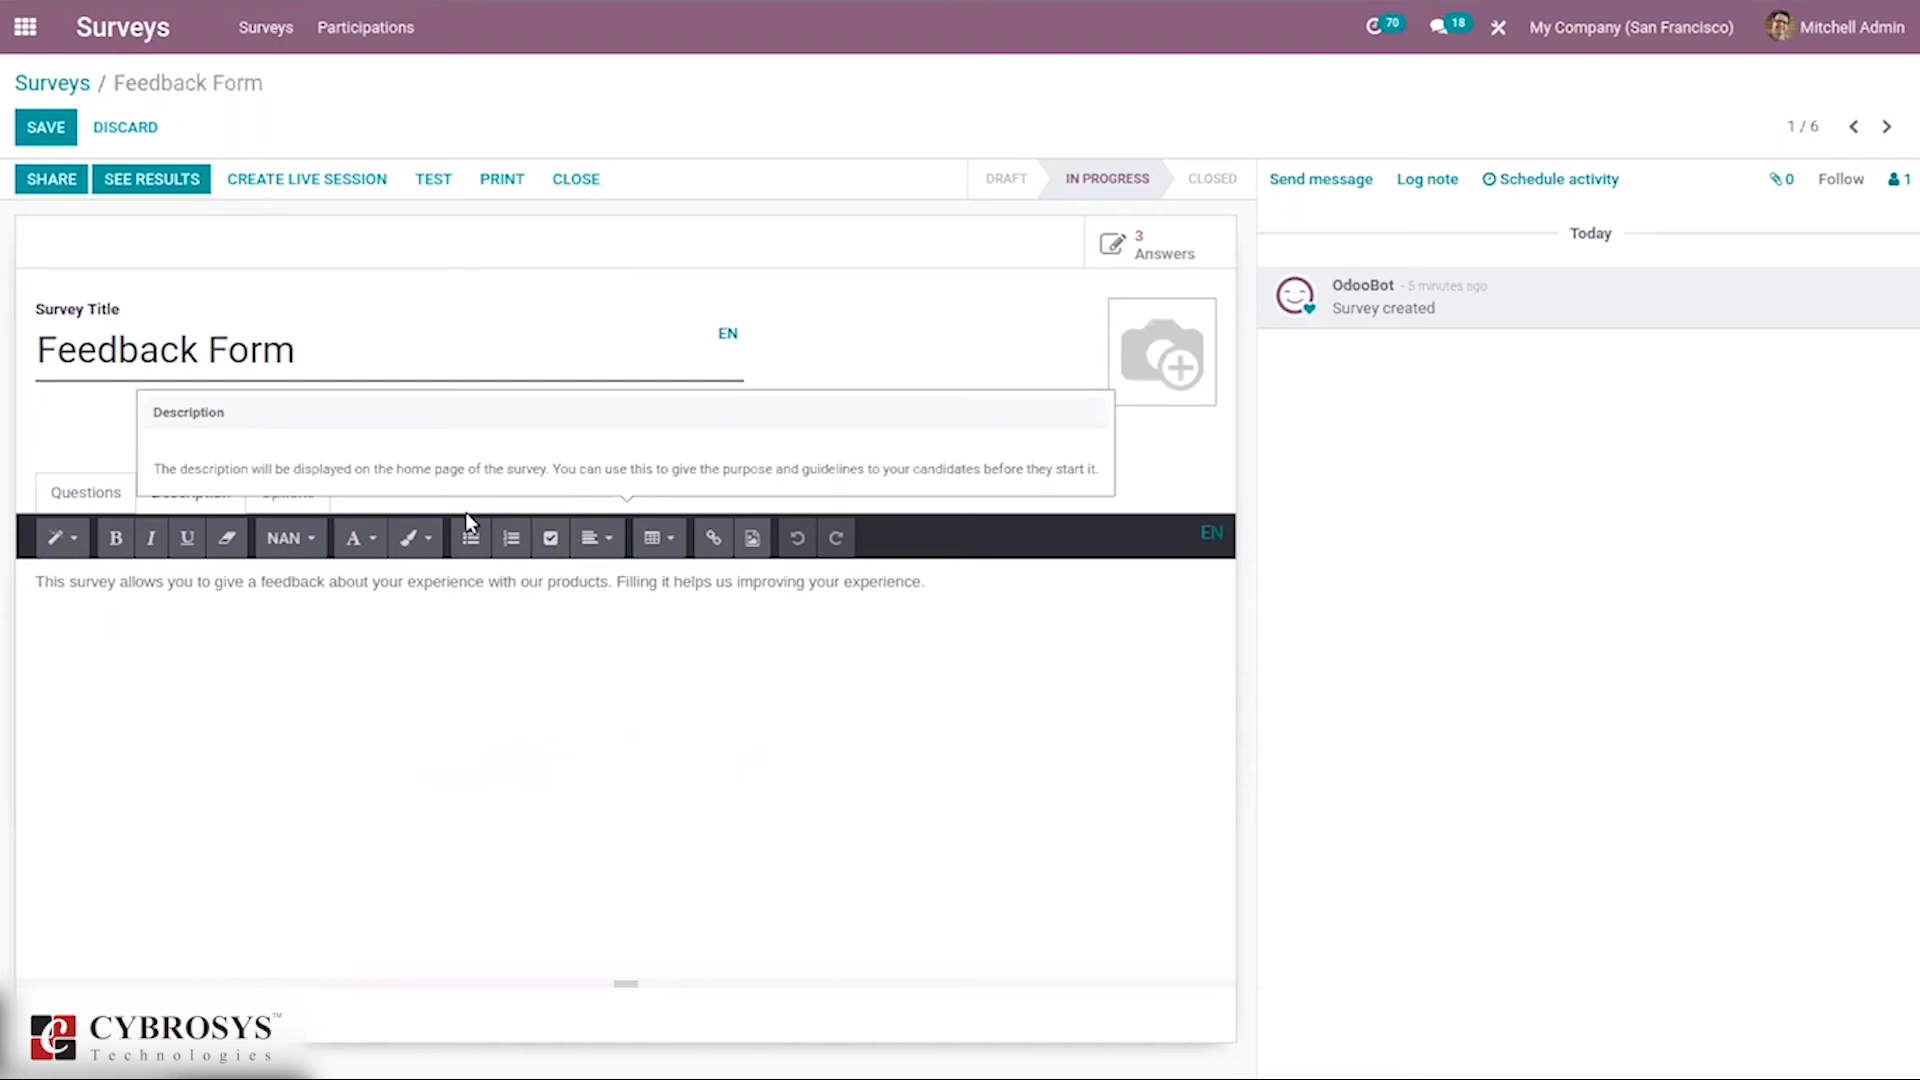 Surveys
Surveys
Participations
70
18
My Company (San Francisco)
Mitchell Admin
Surveys / Feedback Form
SAVE
DISCARD
1 / 6
SHARE
SEE RESULTS
CREATE LIVE SESSION
TEST
PRINT
CLOSE
DRAFT
IN PROGRESS
CLOSED
Send message
Log note
Schedule activity
0
Follow
1
3
Answers
Today
OdooBot - 5 minutes ago
Survey created
Survey Title
Feedback Form
EN
Description
The description will be displayed on the home page of the survey. You can use this to give the purpose and guidelines to your candidates before they start it.
Questions
Description
Options
B
I
U
NAN
A
EN
This survey allows you to give a feedback about your experience with our products. Filling it helps us improving your experience.
CYBROSYS™
Technologies